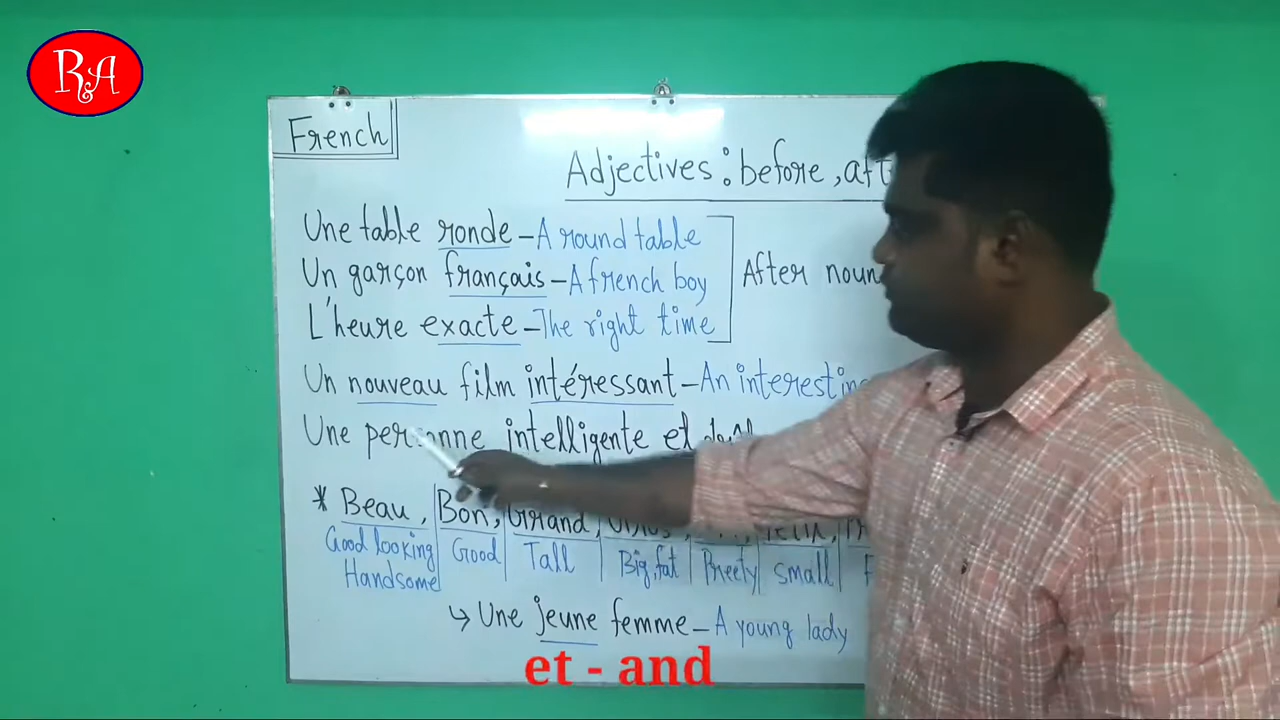 RA
French
Adjectives : before , aft
Une table ronde – A round table
Un garçon français – A french boy
After noun
L'heure exacte – The right time
Un nouveau film intéressant – An interesting
Une personne intelligente et
* Beau , Bon, Grand,
Good looking Good Tall Big, fat Preety small
Handsome
↳ Une jeune femme – A young lady
et - and